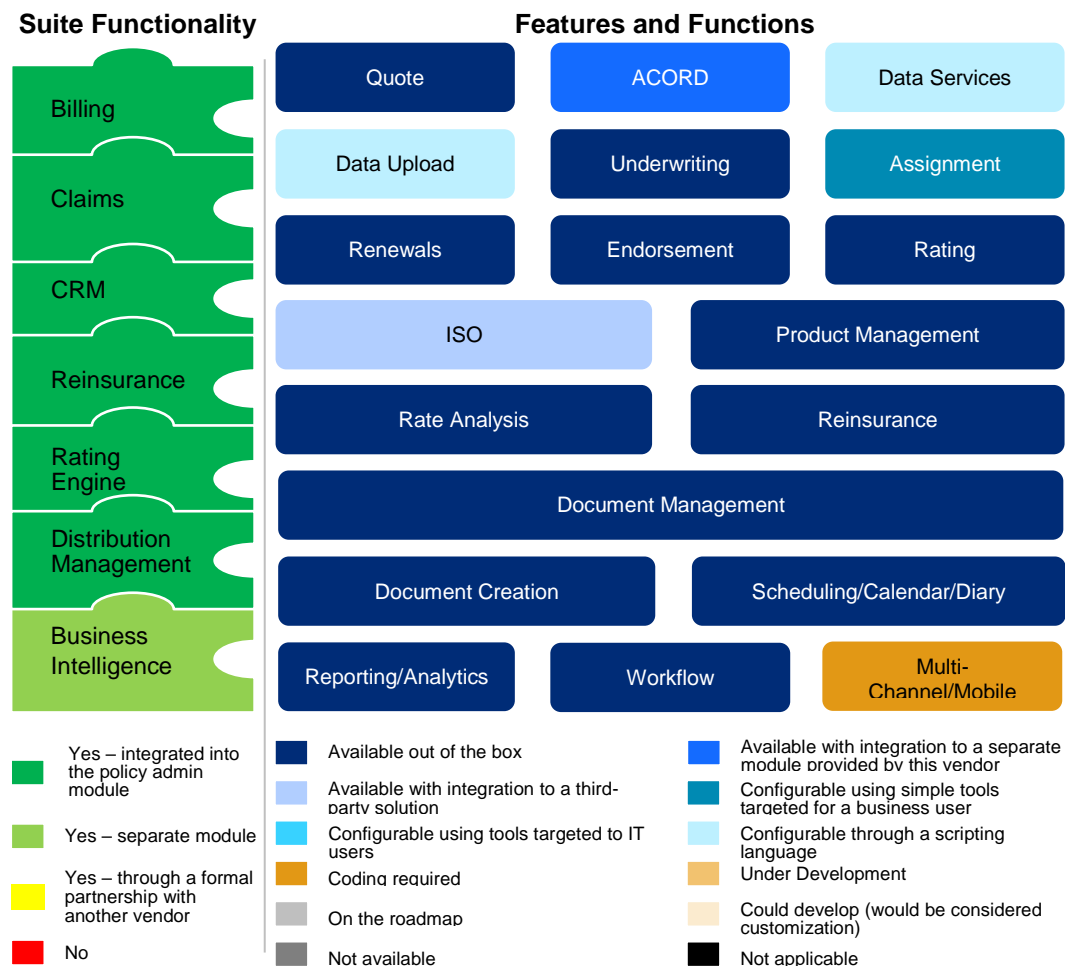 Suite Functionality
Features and Functions
Billing
Claims
CRM
Reinsurance
Rating
Engine
Distribution
Management
Business
Intelligence
Quote
ACORD
Data Services
Data Upload
Underwriting
Assignment
Renewals
Endorsement
Rating
ISO
Product Management
Rate Analysis
Reinsurance
Document Management
Document Creation
Scheduling/Calendar/Diary
Reporting/Analytics
Workflow
Multi-
Channel/Mobile
Yes – integrated into
the policy admin
module
Yes – separate module
Yes – through a formal
partnership with
another vendor
No
Available out of the box
Available with integration to a third-
party solution
Configurable using tools targeted to IT
users
Coding required
On the roadmap
Not available
Available with integration to a separate
module provided by this vendor
Configurable using simple tools
targeted for a business user
Configurable through a scripting
language
Under Development
Could develop (would be considered
customization)
Not applicable